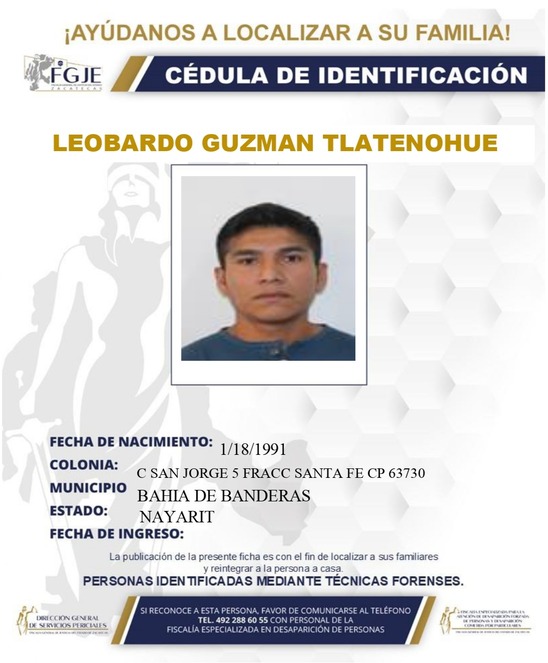 ¡AYÚDANOS A LOCALIZAR A SU FAMILIA!
FGJE
ZACATECAS
CÉDULA DE IDENTIFICACIÓN
LEOBARDO GUZMAN TLATENOHUE
FECHA DE NACIMIENTO: 1/18/1991
COLONIA: C SAN JORGE 5 FRACC SANTA FE CP 63730
MUNICIPIO BAHIA DE BANDERAS
ESTADO: NAYARIT
FECHA DE INGRESO:
La publicación de la presente ficha es con el fin de localizar a sus familiares
y reintegrar a la persona a casa.
PERSONAS IDENTIFICADAS MEDIANTE TÉCNICAS FORENSES.
DIRECCIÓN GENERAL
DE SERVICIOS PERICIALES
SI RECONOCE A ESTA PERSONA, FAVOR DE COMUNICARSE AL TELÉFONO
TEL. 492 288 60 55 CON PERSONAL DE LA
FISCALÍA ESPECIALIZADA EN DESAPARICIÓN DE PERSONAS